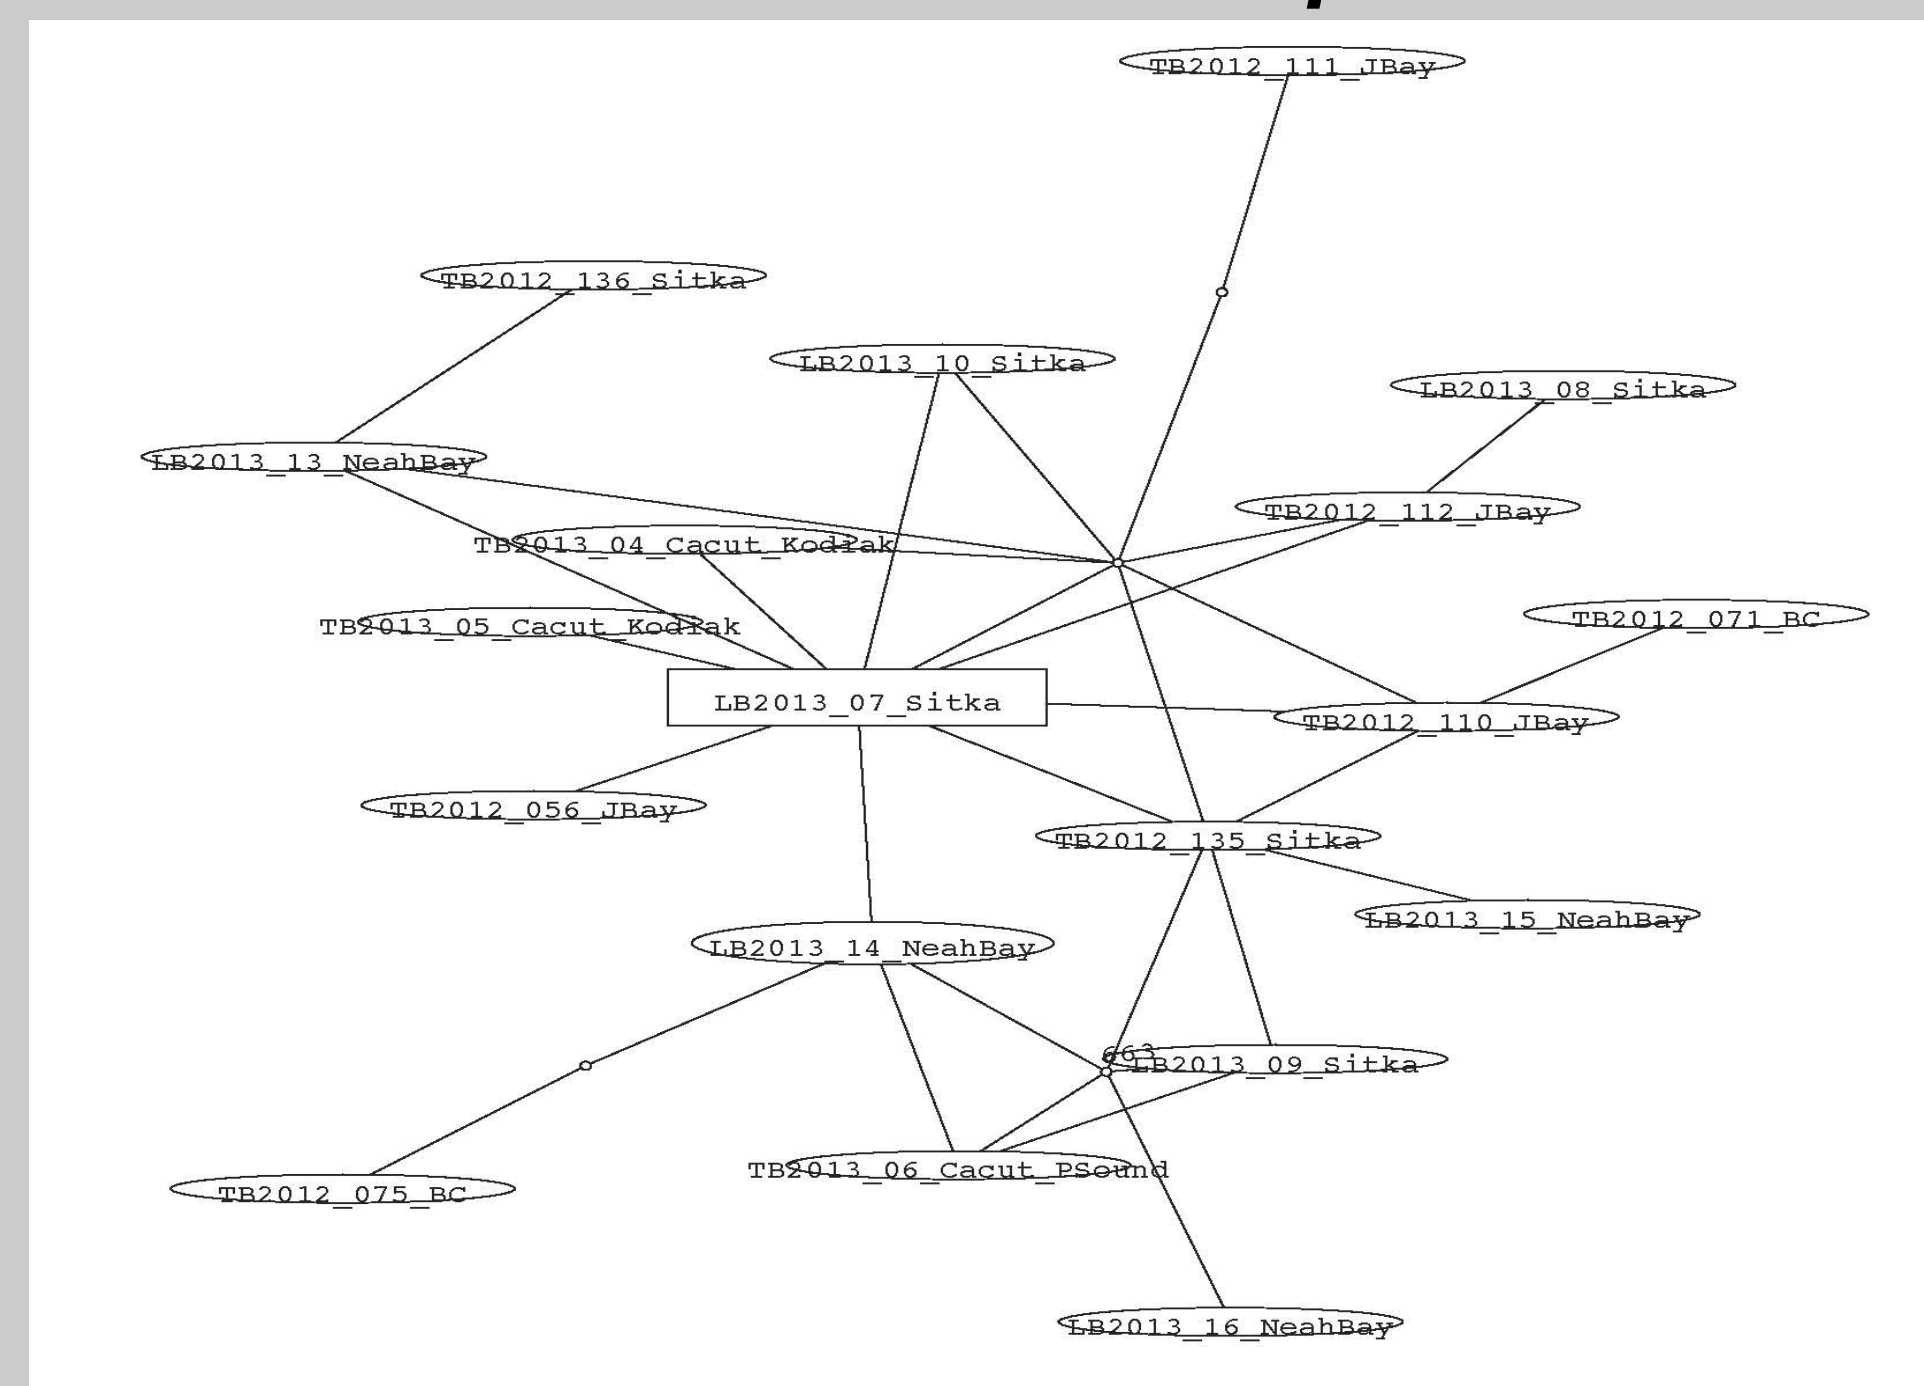 TB2012_111_JBay
TB2012_136_Sitka
LB2013_10_Sitka
LB2013_08_Sitka
LB2013_13_NeahBay
TB2012_112_JBay
TB2013_04_Cacut_Kodiak
TB2012_071_BC
TB2013_05_Cacut_Kodiak
LB2013_07_Sitka
TB2012_110_JBay
TB2012_056_JBay
TB2012_135_Sitka
LB2013_15_NeahBay
LB2013_14_NeahBay
663
LB2013_09_Sitka
TB2013_06_Cacut_PSound
TB2012_075_BC
LB2013_16_NeahBay